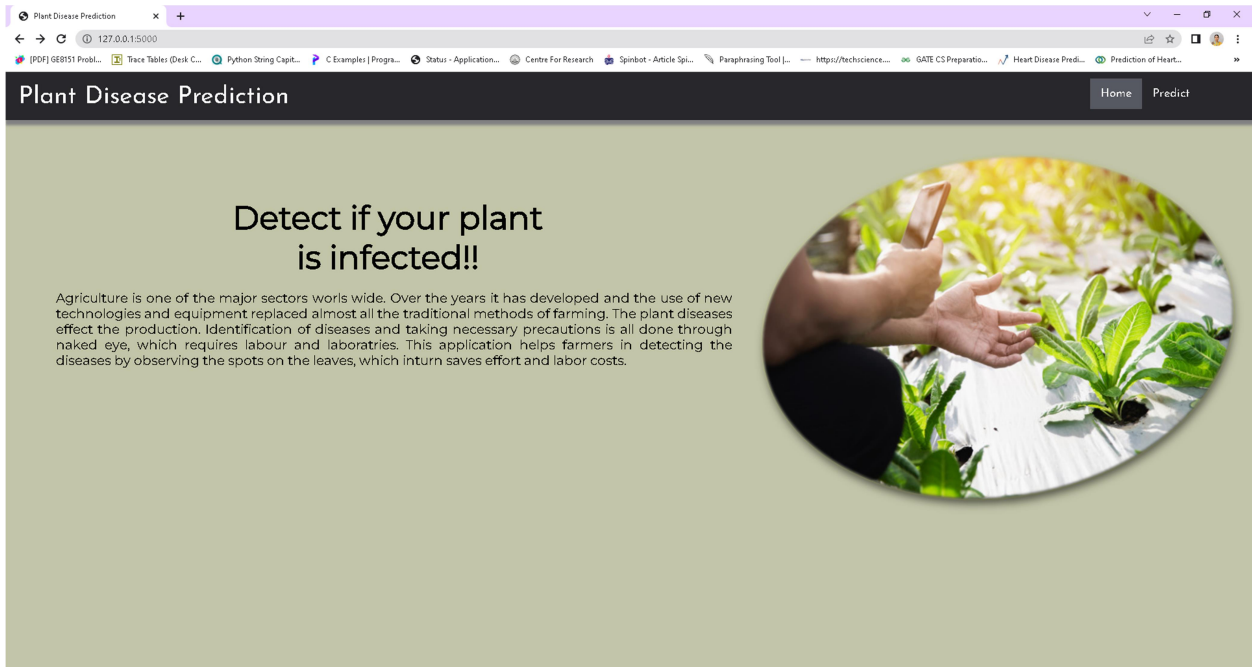 Plant Disease Prediction
127.0.0.1:5000
[PDF] GE8151 Probl... Trace Tables (Desk C... Python String Capit... C Examples | Progra... Status - Application... Centre For Research Spinbot - Article Spi... Paraphrasing Tool |... https://techscience.... GATE CS Preparatio... Heart Disease Predi... Prediction of Heart...
Plant Disease Prediction Home Predict
Detect if your plant
is infected!!
Agriculture is one of the major sectors worls wide. Over the years it has developed and the use of new
technologies and equipment replaced almost all the traditional methods of farming. The plant diseases
effect the production. Identification of diseases and taking necessary precautions is all done through
naked eye, which requires labour and laboratries. This application helps farmers in detecting the
diseases by observing the spots on the leaves, which inturn saves effort and labor costs.